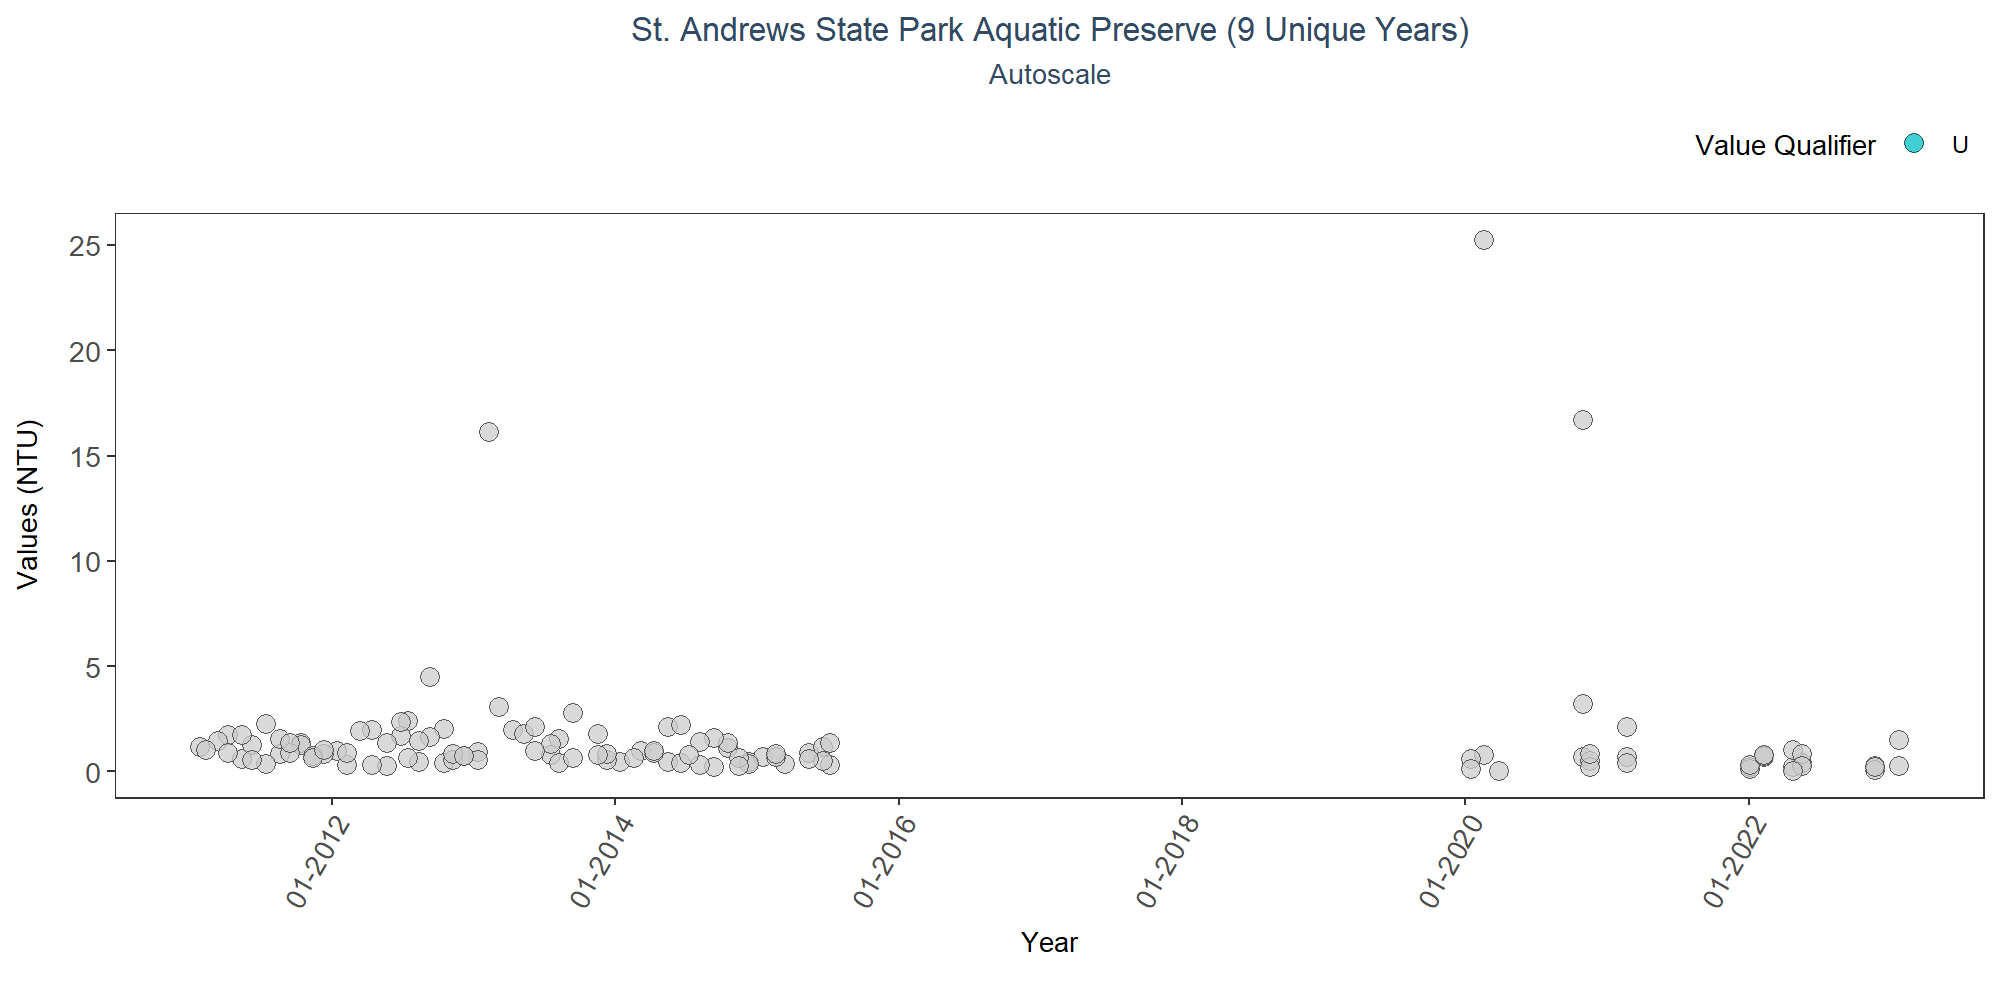 St. Andrews State Park Aquatic Preserve (9 Unique Years)
Autoscale
Value Qualifier U
25
20
15
10
5
0
Values (NTU)
01-2012 01-2014 01-2016 01-2018 01-2020 01-2022
Year